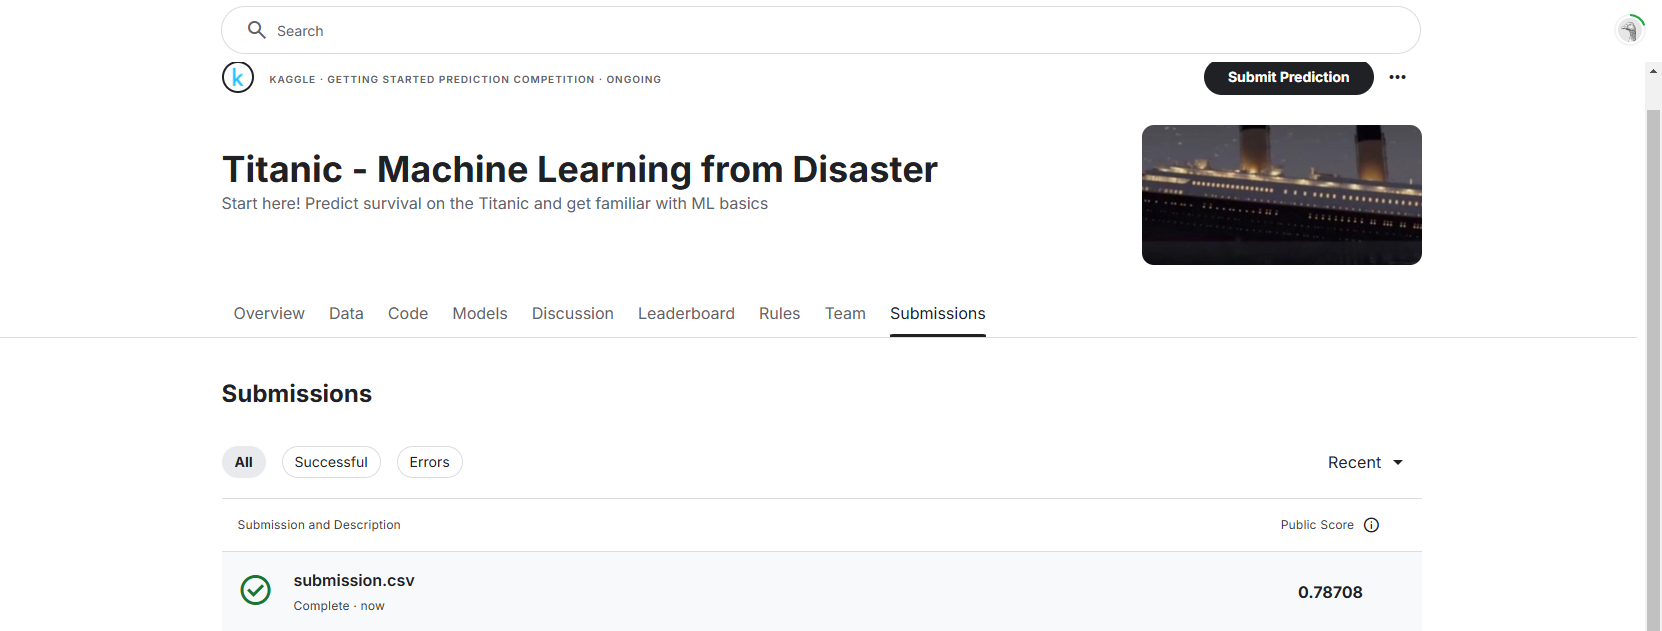 Search
KAGGLE · GETTING STARTED PREDICTION COMPETITION · ONGOING
Submit Prediction
Titanic - Machine Learning from Disaster
Start here! Predict survival on the Titanic and get familiar with ML basics
Overview Data Code Models Discussion Leaderboard Rules Team Submissions
Submissions
All Successful Errors Recent
Submission and Description Public Score
submission.csv
Complete · now
0.78708